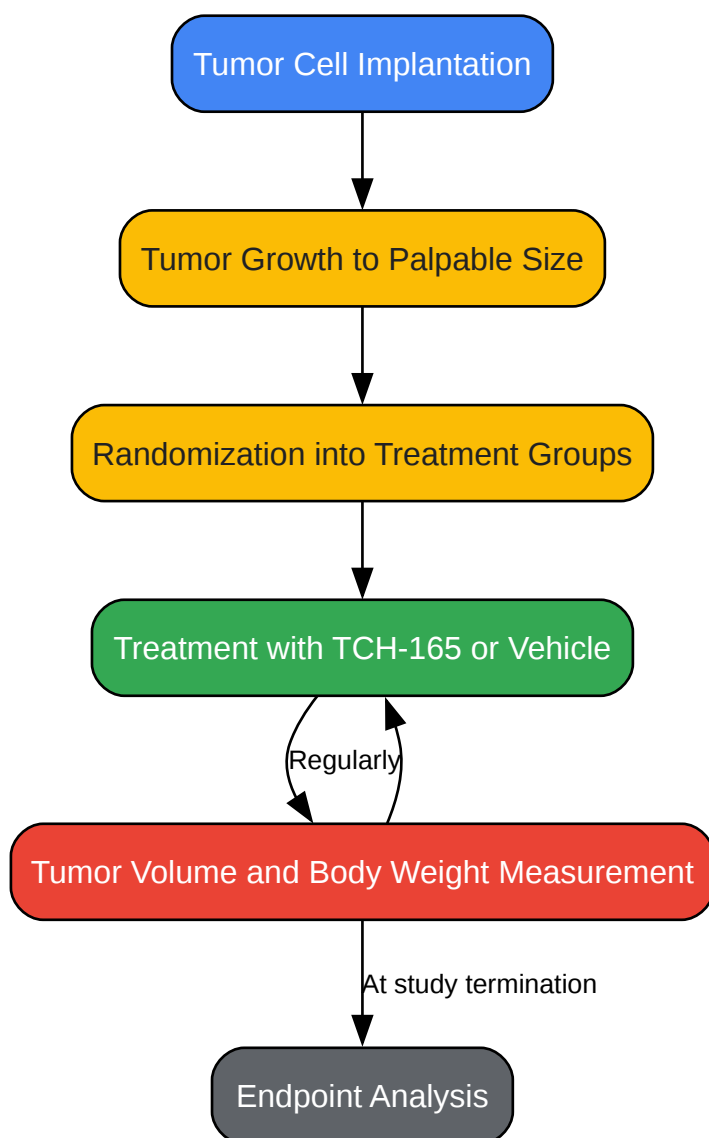 Tumor Cell Implantation
Tumor Growth to Palpable Size
Randomization into Treatment Groups
Treatment with TCH-165 or Vehicle
Regularly
Tumor Volume and Body Weight Measurement
At study termination
Endpoint Analysis